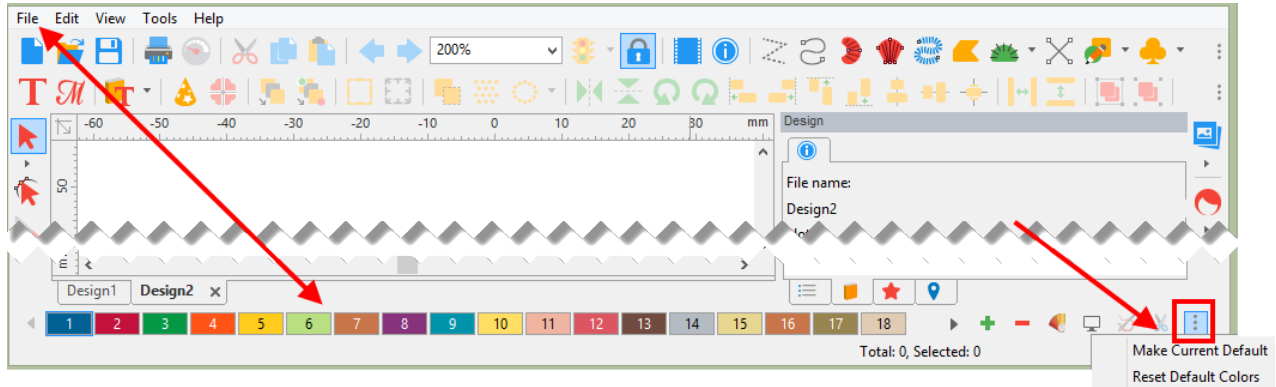 File Edit View Tools Help
200%
T M T
-60 -50 -40 -30 -20 -10 0 10 20 30 mm
Design
50
File name:
Design2
Design1 Design2 x
1 2 3 4 5 6 7 8 9 10 11 12 13 14 15 16 17 18
Total: 0, Selected: 0
Make Current Default
Reset Default Colors